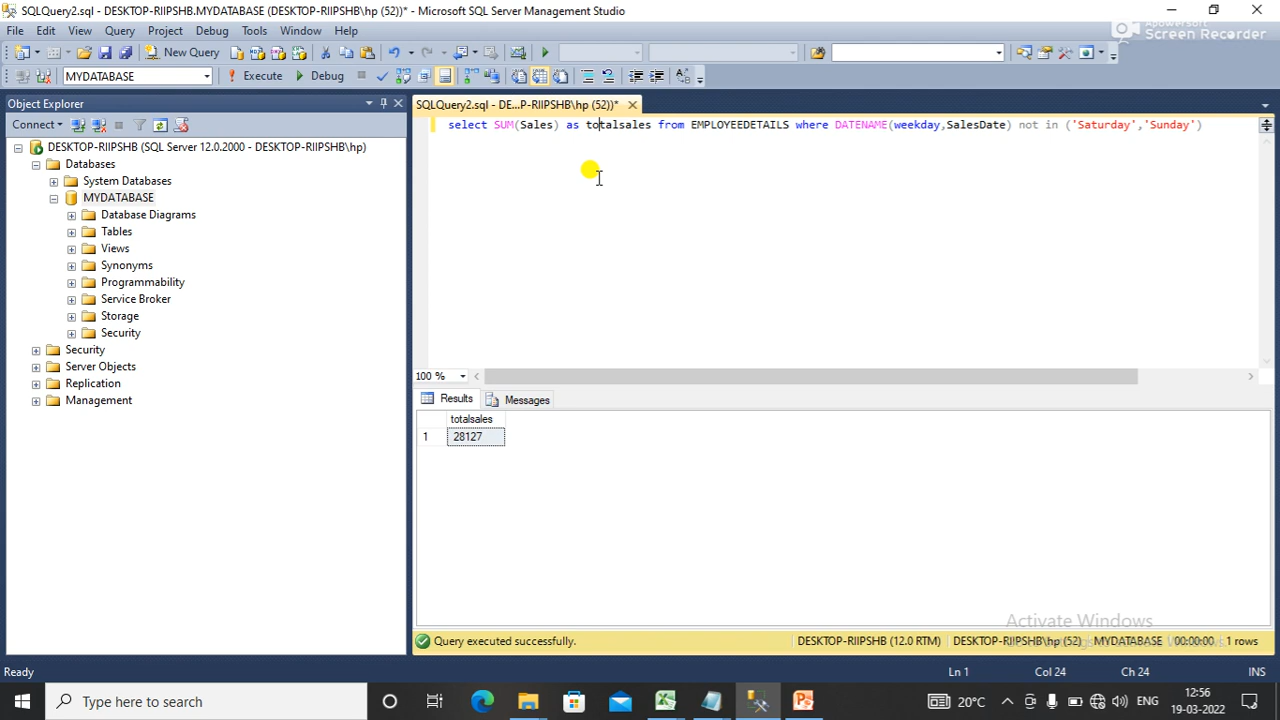 SQLQuery2.sql - DESKTOP-RIIPSHB.MYDATABASE (DESKTOP-RIIPSHB\hp (52))* - Microsoft SQL Server Management Studio
Apowersoft
Screen Recorder
File Edit View Query Project Debug Tools Window Help
New Query
MYDATABASE Execute Debug
Object Explorer
SQLQuery2.sql - DE...P-RIIPSHB\hp (52))*
Connect
select SUM(Sales) as totalsales from EMPLOYEEDETAILS where DATENAME(weekday,SalesDate) not in ('Saturday','Sunday')
DESKTOP-RIIPSHB (SQL Server 12.0.2000 - DESKTOP-RIIPSHB\hp)
Databases
System Databases
MYDATABASE
Database Diagrams
Tables
Views
Synonyms
Programmability
Service Broker
Storage
Security
Security
Server Objects
Replication
Management
100 %
Results Messages
totalsales
1 28127
Activate Windows
Query executed successfully. DESKTOP-RIIPSHB (12.0 RTM) DESKTOP-RIIPSHB\hp (52) MYDATABASE 00:00:00 1 rows
Ready Ln 1 Col 24 Ch 24 INS
Type here to search
20°C ENG
12:56
19-03-2022